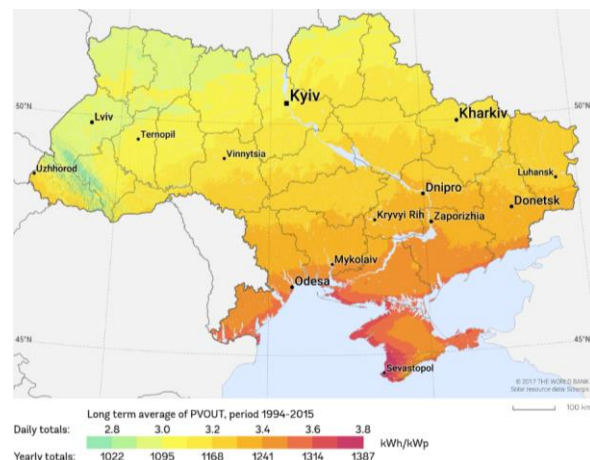 Kyiv
50°N
50°N
Lviv
Kharkiv
Ternopil
Vinnytsia
Luhansk
Uzhhorod
Dnipro
Donetsk
Kryvyi Rih
Zaporizhia
Mykolaiv
Odesa
45°N
45°N
Sevastopol
© 2017 THE WORLD BANK
Solar resource data: Solargis
100 km
Long term average of PVOUT, period 1994-2015
Daily totals: 2.8 3.0 3.2 3.4 3.6 3.8
kWh/kWp
Yearly totals: 1022 1095 1168 1241 1314 1387